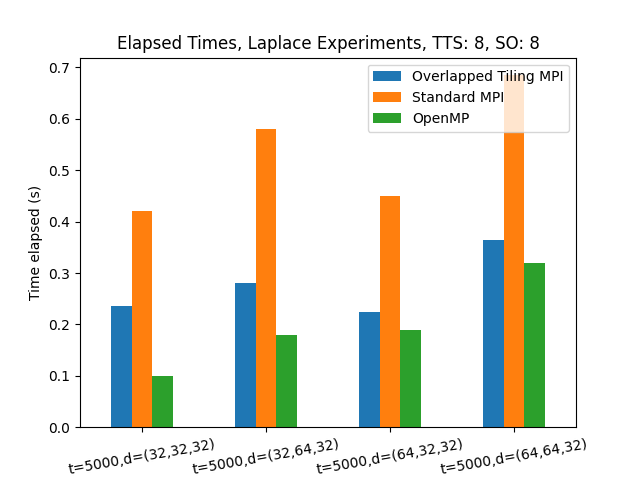 Elapsed Times, Laplace Experiments, TTS: 8, SO: 8
Overlapped Tiling MPI
Standard MPI
OpenMP
Time elapsed (s)
0.7
0.6
0.5
0.4
0.3
0.2
0.1
0.0
t=5000,d=(32,32,32)
t=5000,d=(32,64,32)
t=5000,d=(64,32,32)
t=5000,d=(64,64,32)